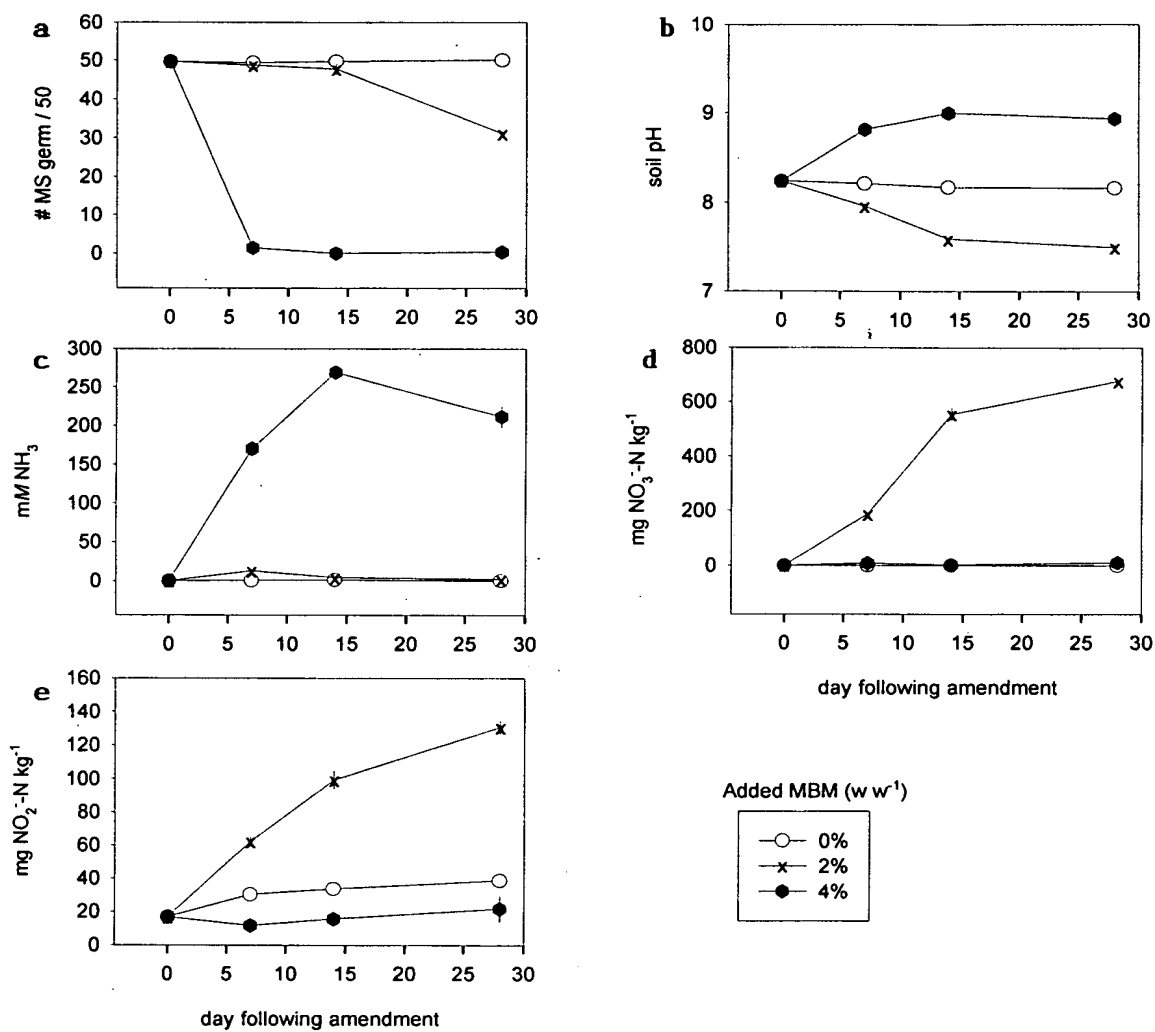 a
60
50
40
30
20
10
0
# MS germ / 50
0 5 10 15 20 25 30
b
10
9
8
7
soil pH
0 5 10 15 20 25 30
c
300
250
200
150
100
50
0
mM NH3
0 5 10 15 20 25 30
d
800
600
400
200
0
mg NO3--N kg-1
0 5 10 15 20 25 30
day following amendment
e
160
140
120
100
80
60
40
20
0
mg NO2--N kg-1
0 5 10 15 20 25 30
day following amendment
Added MBM (w w-1)
0%
2%
4%